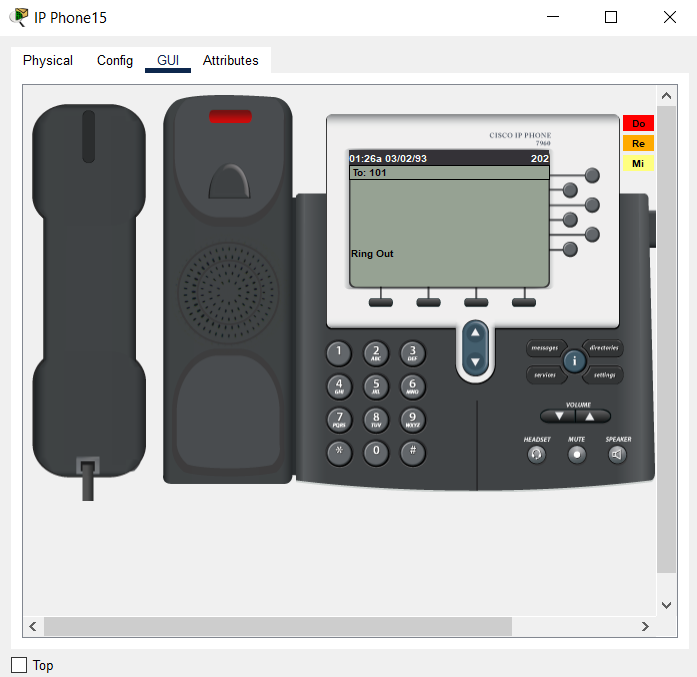 IP Phone15
Physical Config GUI Attributes
CISCO IP PHONE
7960
Do
Re
Mi
01:26a 03/02/93 202
To: 101
Ring Out
1 2 ABC 3 DEF
4 GHI 5 JKL 6 MNO
7 PQRS 8 TUV 9 WXYZ
* 0 #
messages directories
i
services settings
VOLUME
HEADSET MUTE SPEAKER
Top